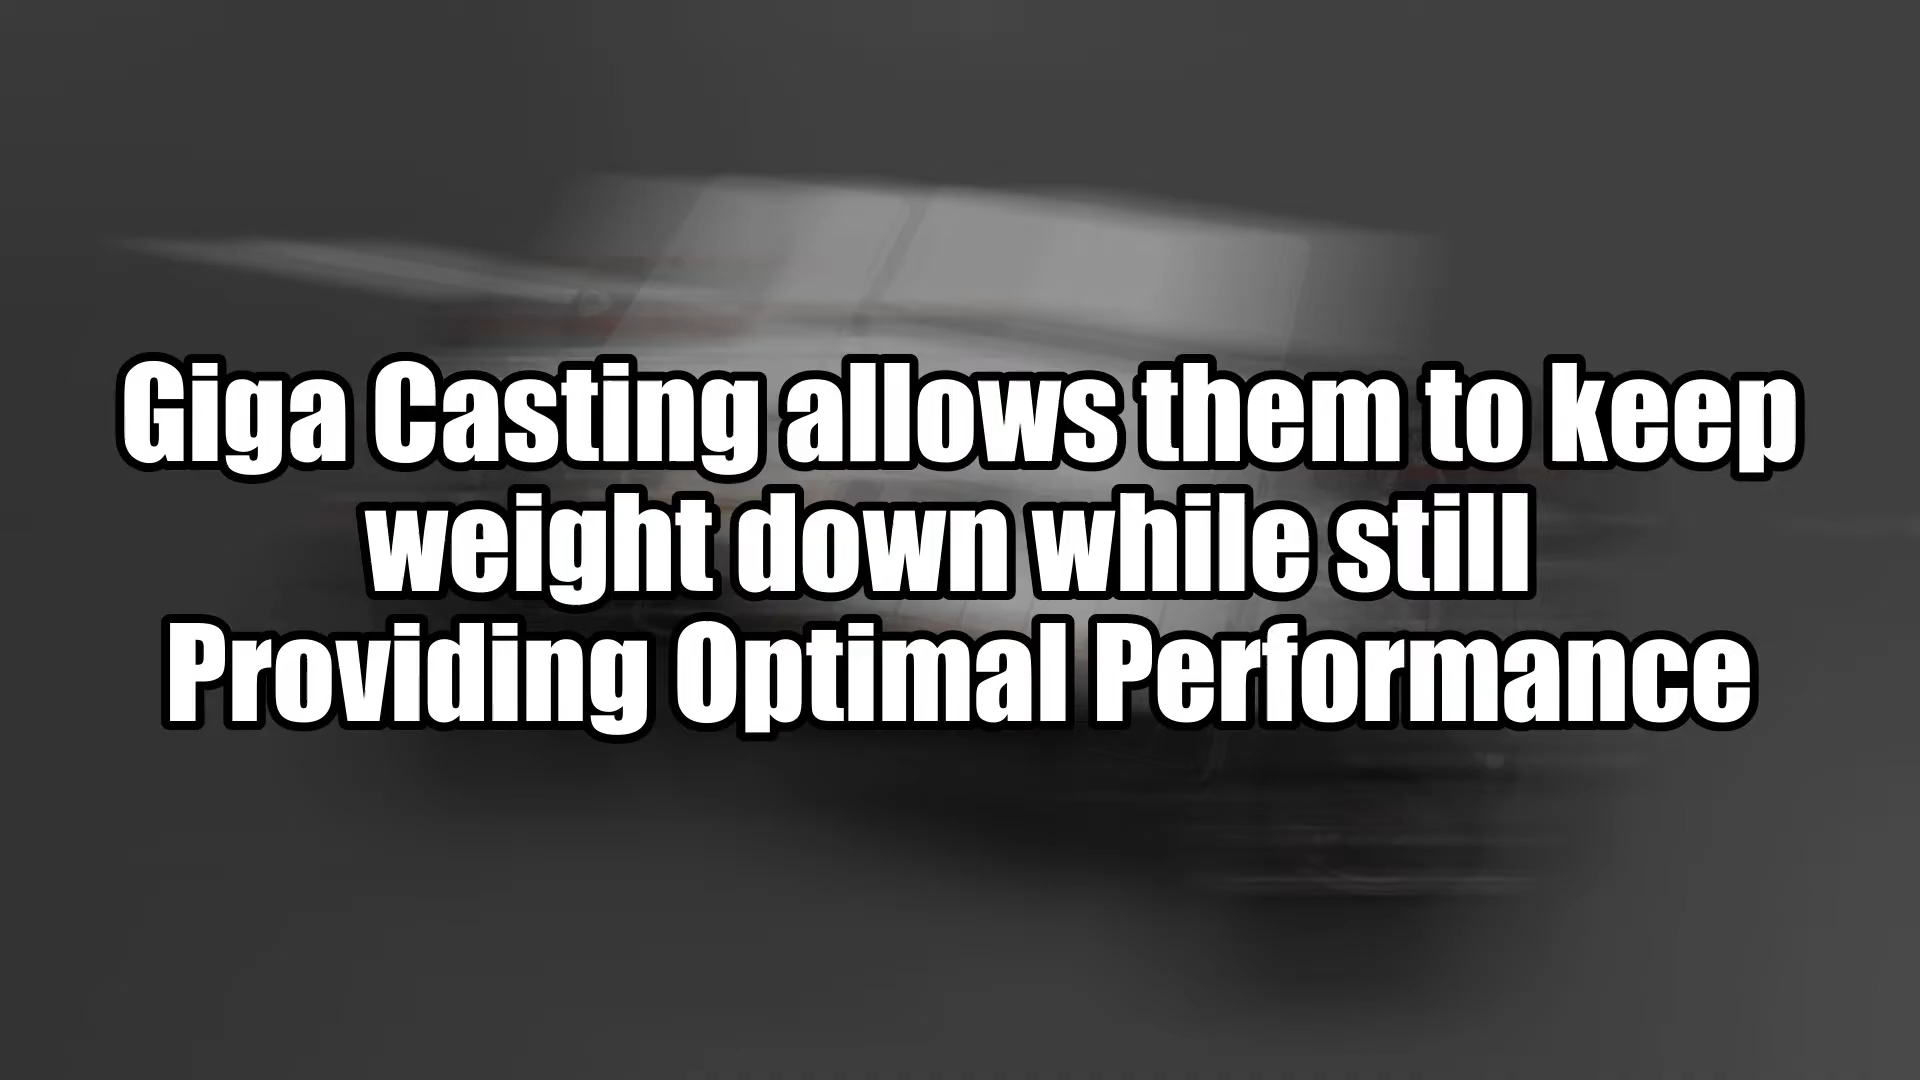 Giga Casting allows them to keep
weight down while still
Providing Optimal Performance